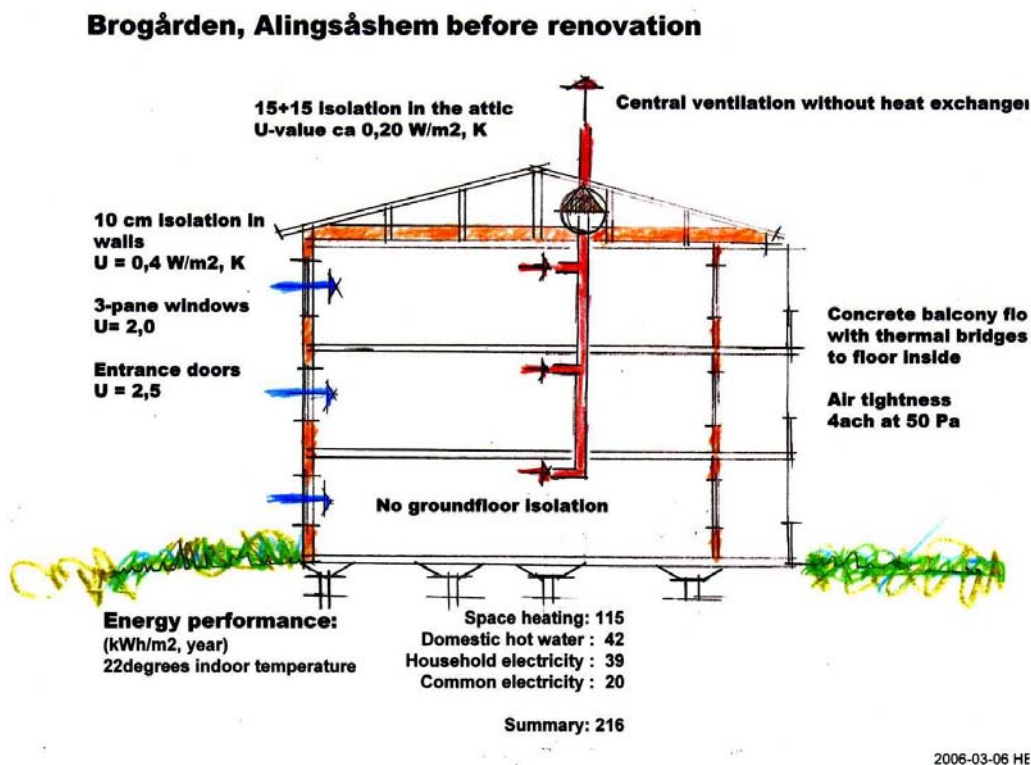 Brogården, Alingsåshem before renovation
15+15 isolation in the attic
U-value ca 0,20 W/m2, K
Central ventilation without heat exchanger
10 cm isolation in
walls
U = 0,4 W/m2, K
3-pane windows
U= 2,0
Entrance doors
U = 2,5
Concrete balcony flo
with thermal bridges
to floor inside
Air tightness
4ach at 50 Pa
No groundfloor isolation
Energy performance:
(kWh/m2, year)
22degrees indoor temperature
Space heating: 115
Domestic hot water : 42
Household electricity : 39
Common electricity : 20
Summary: 216
2006-03-06 HE